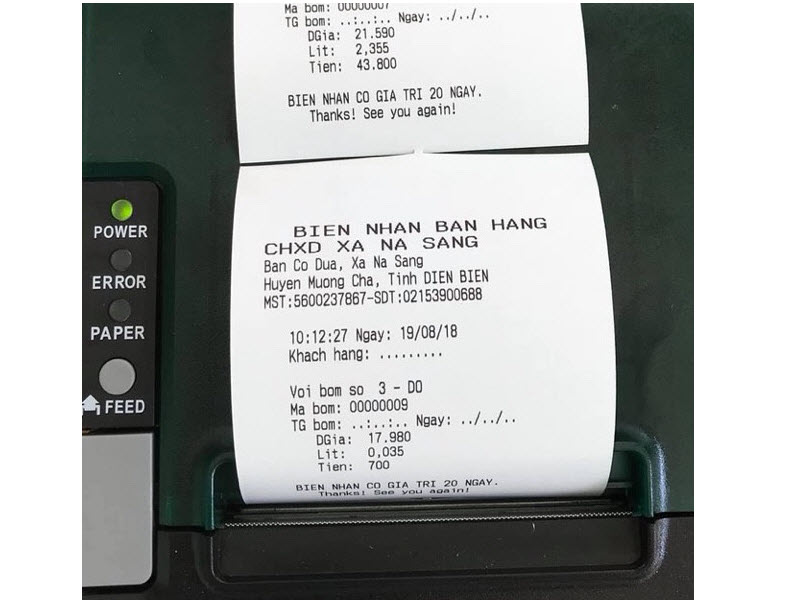 Ma bom: 00000007
TG bom: ..:..:.. Ngay: ../../..
DGia: 21.590
Lit: 2,355
Tien: 43.800
BIEN NHAN CO GIA TRI 20 NGAY.
Thanks! See you again!
BIEN NHAN BAN HANG
CHXD XA NA SANG
Ban Co Dua, Xa Na Sang
Huyen Muong Cha, Tinh DIEN BIEN
MST:5600237867-SDT:02153900688
10:12:27 Ngay: 19/08/18
Khach hang: .........
Voi bom so 3 - DO
Ma bom: 00000009
TG bom: ..:..:.. Ngay: ../../..
DGia: 17.980
Lit: 0,035
Tien: 700
BIEN NHAN CO GIA TRI 20 NGAY.
Thanks! See you again!
POWER
ERROR
PAPER
FEED